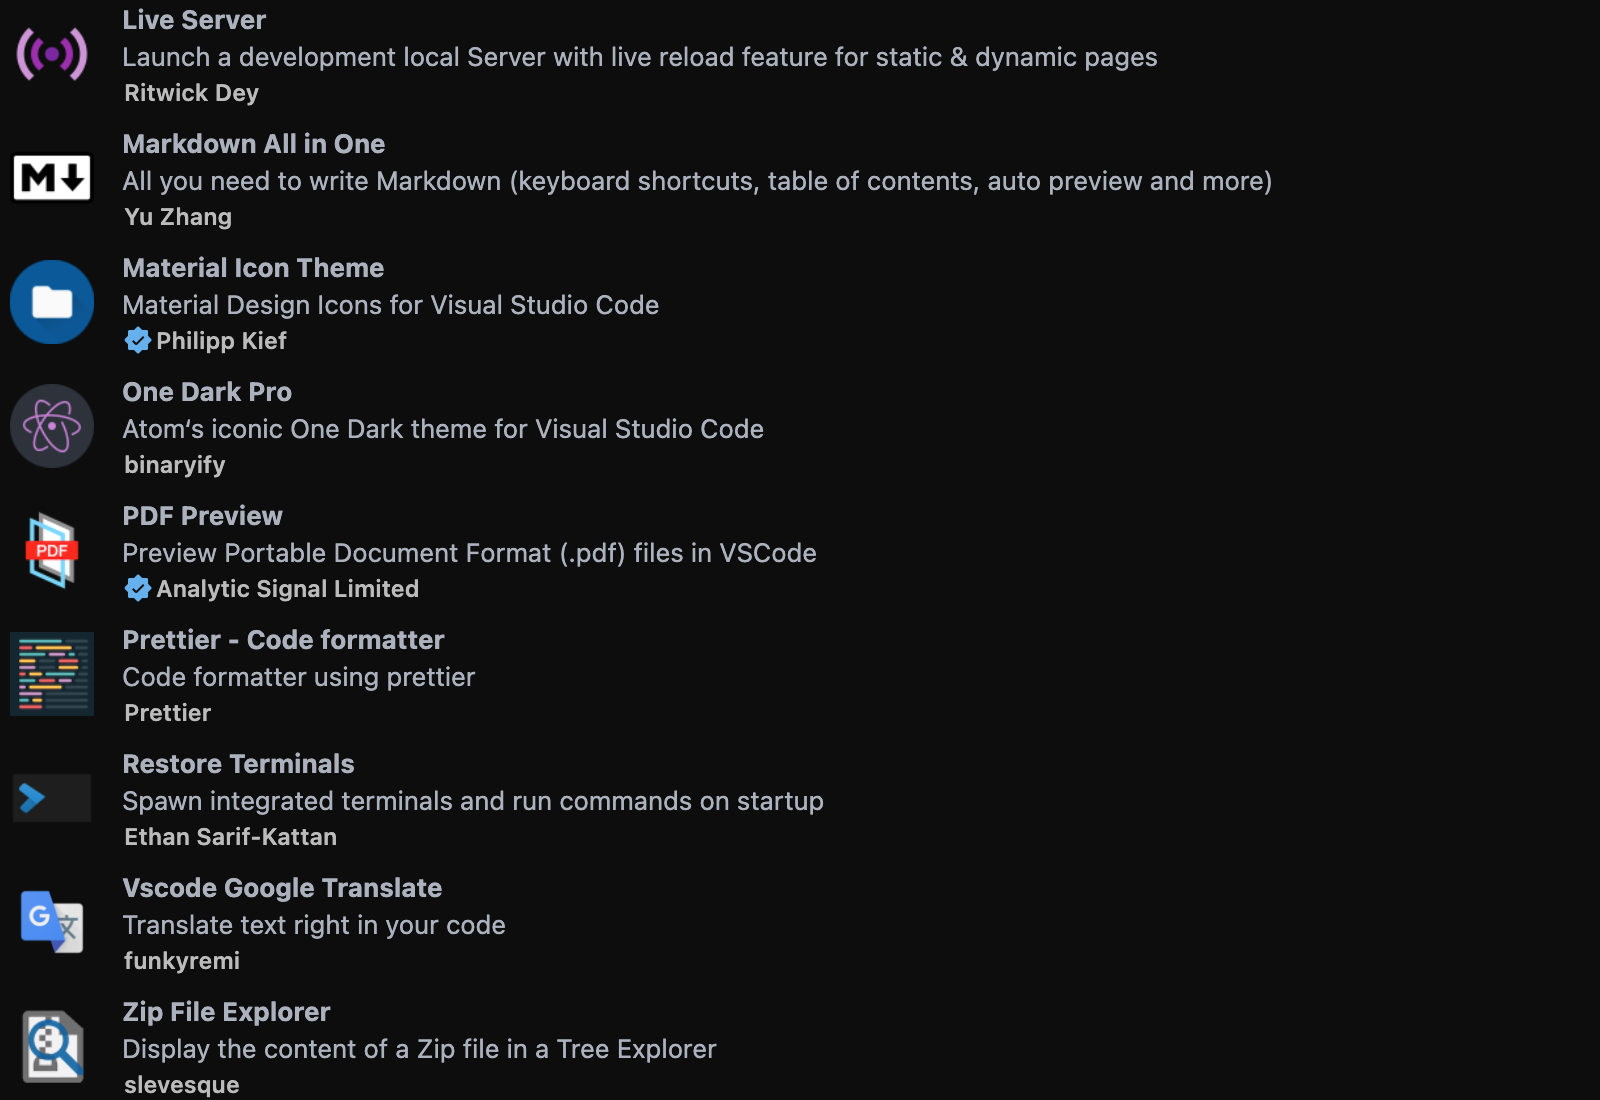 Live Server
Launch a development local Server with live reload feature for static & dynamic pages
Ritwick Dey
Markdown All in One
M
All you need to write Markdown (keyboard shortcuts, table of contents, auto preview and more)
Yu Zhang
Material Icon Theme
Material Design Icons for Visual Studio Code
Philipp Kief
One Dark Pro
Atom‘s iconic One Dark theme for Visual Studio Code
binaryify
PDF Preview
PDF
Preview Portable Document Format (.pdf) files in VSCode
Analytic Signal Limited
Prettier - Code formatter
Code formatter using prettier
Prettier
Restore Terminals
Spawn integrated terminals and run commands on startup
Ethan Sarif-Kattan
Vscode Google Translate
G 文
Translate text right in your code
funkyremi
Zip File Explorer
Display the content of a Zip file in a Tree Explorer
slevesque